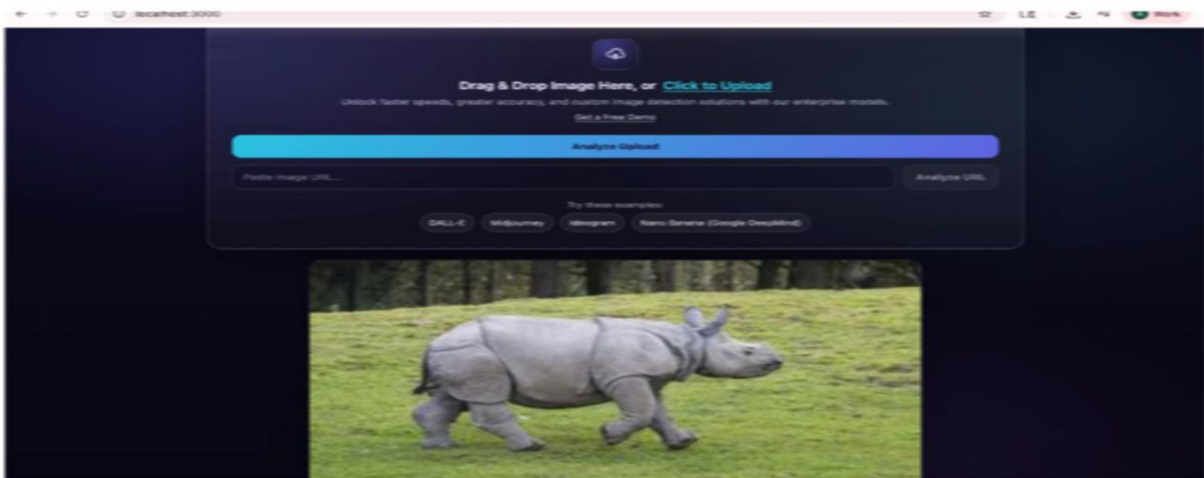 localhost:3000
Work
Drag & Drop Image Here, or Click to Upload
Unlock faster speeds, greater accuracy, and custom image detection solutions with our enterprise models.
Get a Free Demo
Analyze Upload
Paste Image URL...
Analyze URL
Try these examples:
DALL-E
Midjourney
Ideogram
Nano Banana (Google DeepMind)